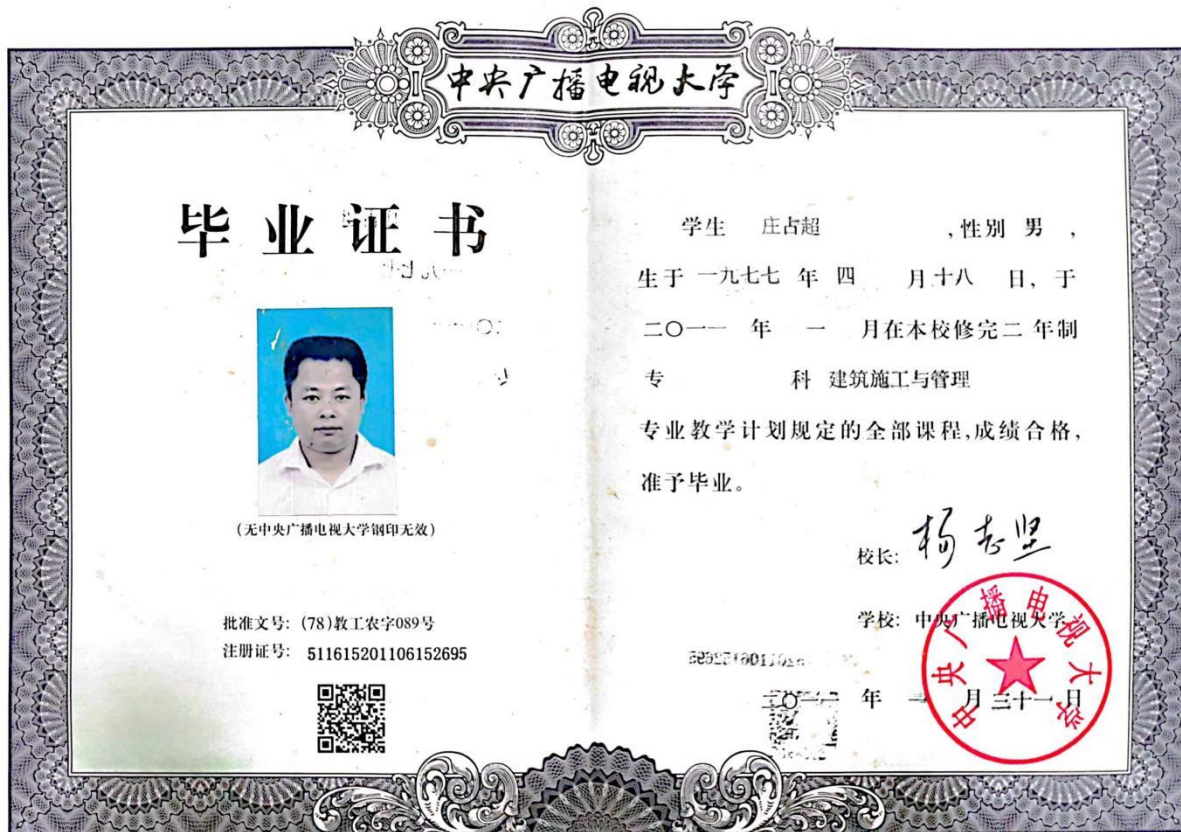 中央广播电视大学
毕业证书
(无中央广播电视大学钢印无效)
批准文号: (78)教工农字089号
注册证号: 511615201106152695
学生 庄占超 ,性别 男 ,
生于 一九七七 年 四 月十八 日, 于
二〇一一 年 一 月在本校修完二 年制
专 科 建筑施工与管理
专业教学计划规定的全部课程,成绩合格,
准予毕业。
校长: 杨志坚
学校: 中央广播电视大学
二〇一一 年 一 月 三十一 日
中央广播电视大学